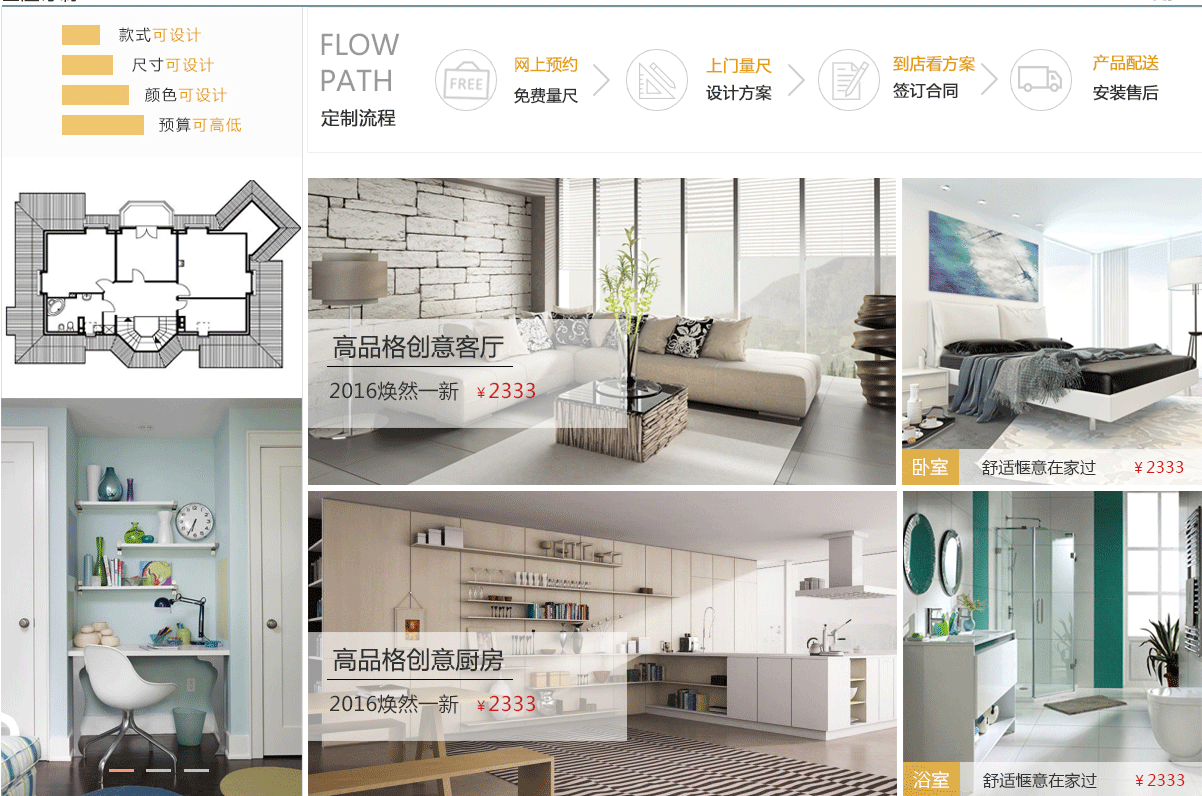 款式可设计
尺寸可设计
颜色可设计
预算可高低
FLOW
PATH
定制流程
FREE
网上预约
免费量尺
上门量尺
设计方案
到店看方案
签订合同
产品配送
安装售后
高品格创意客厅
2016焕然一新 ¥2333
卧室 舒适惬意在家过 ¥2333
高品格创意厨房
2016焕然一新 ¥2333
浴室 舒适惬意在家过 ¥2333